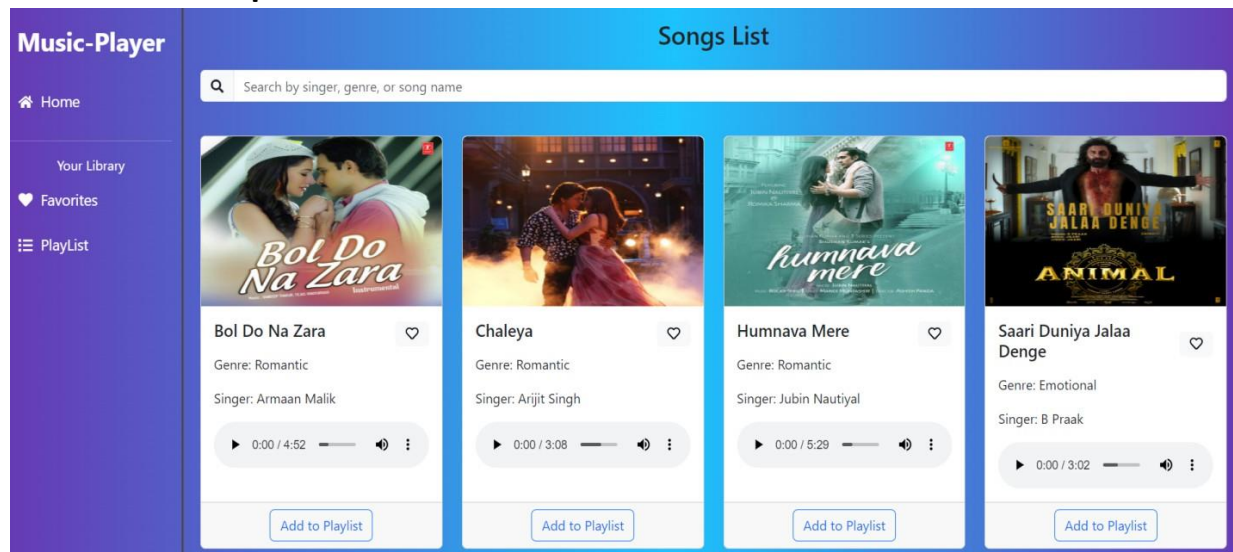 Music-Player
Home
Your Library
Favorites
PlayList
Songs List
Search by singer, genre, or song name
Bol Do
Na Zara
Instrumental
Bol Do Na Zara
Genre: Romantic
Singer: Armaan Malik
0:00 / 4:52
Add to Playlist
Chaleya
Genre: Romantic
Singer: Arijit Singh
0:00 / 3:08
Add to Playlist
humnava
mere
Humnava Mere
Genre: Romantic
Singer: Jubin Nautiyal
0:00 / 5:29
Add to Playlist
SAARI DUNIYA
JALAA DENGE
ANIMAL
Saari Duniya Jalaa
Denge
Genre: Emotional
Singer: B Praak
0:00 / 3:02
Add to Playlist